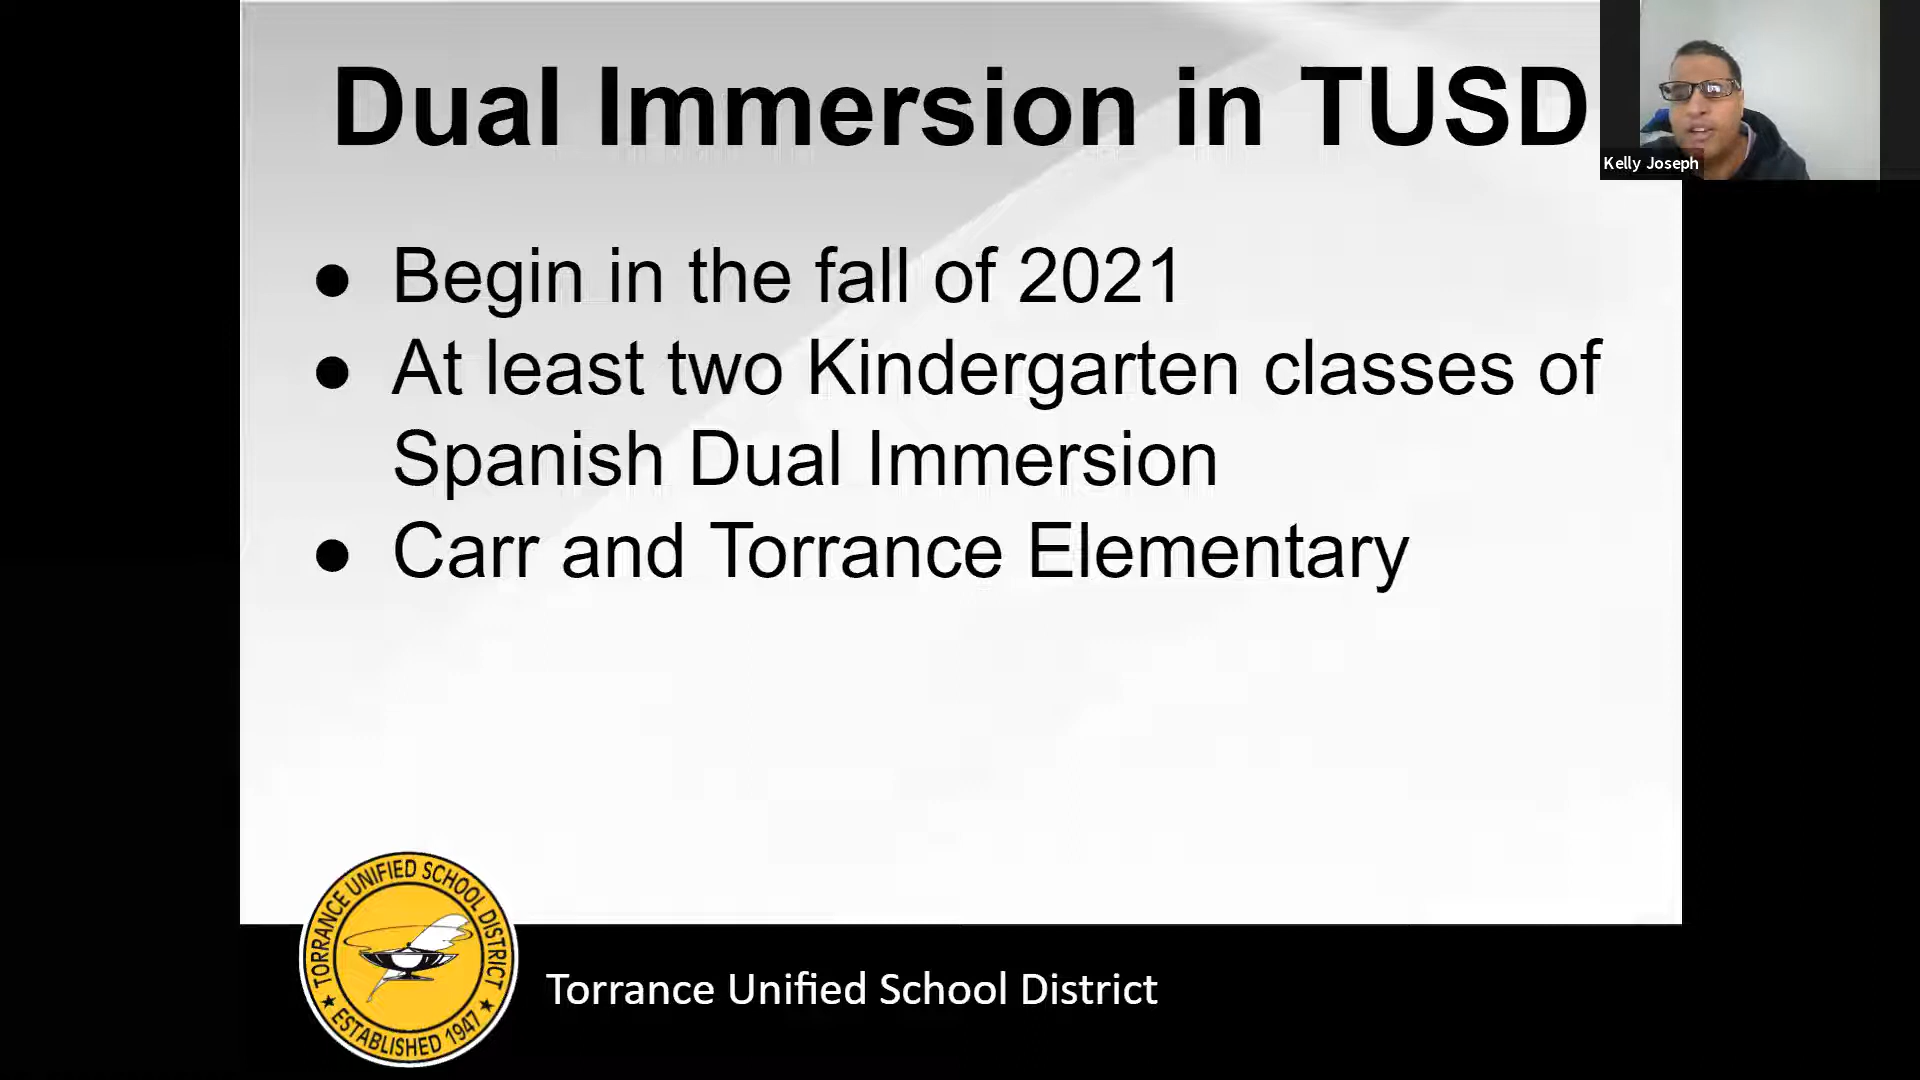 Dual Immersion in TUSD
Kelly Joseph
● Begin in the fall of 2021
● At least two Kindergarten classes of
Spanish Dual Immersion
● Carr and Torrance Elementary
TORRANCE UNIFIED SCHOOL DISTRICT
★ ESTABLISHED 1947 ★
Torrance Unified School District